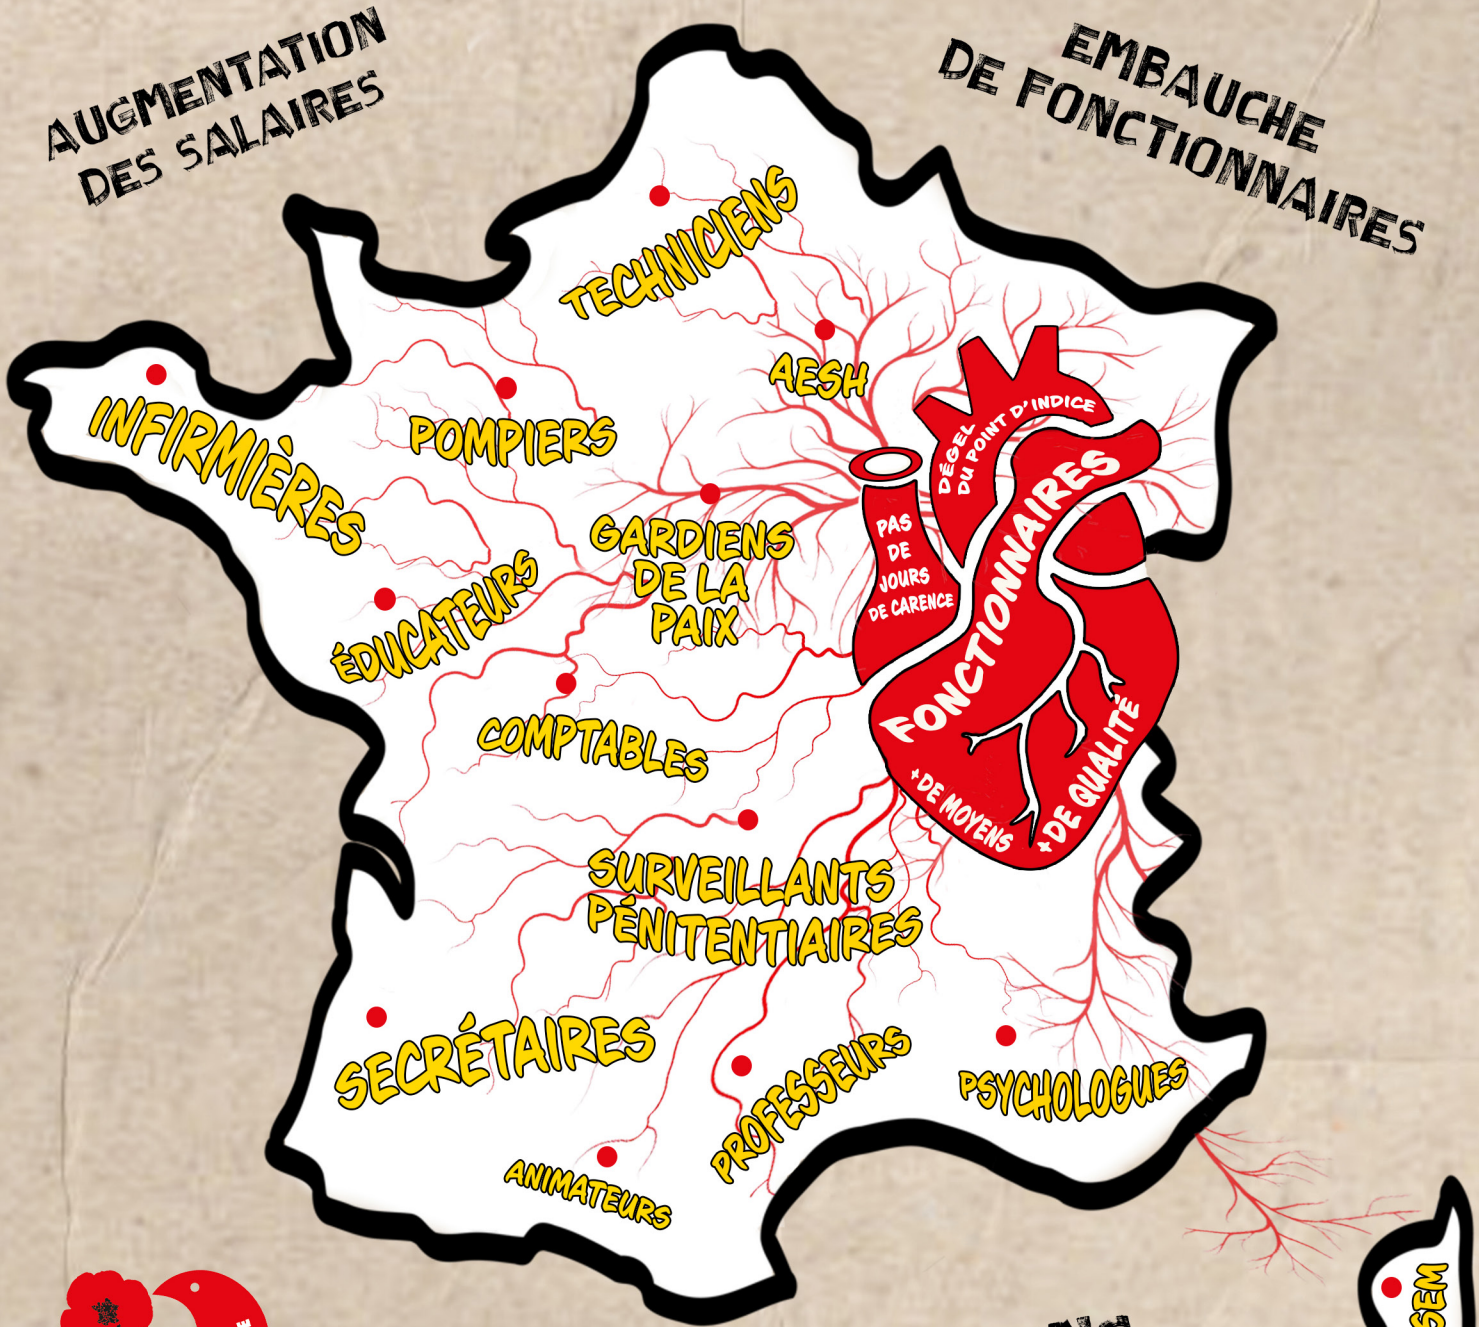 AUGMENTATION
DES SALAIRES
EMBAUCHE
DE FONCTIONNAIRES
TECHNICIENS
AESH
INFIRMIÈRES
POMPIERS
GARDIENS
DE LA
PAIX
ÉDUCATEURS
COMPTABLES
SURVEILLANTS
PÉNITENTIAIRES
SECRÉTAIRES
PROFESSEURS
PSYCHOLOGUES
ANIMATEURS
DÉGEL
DU POINT D'INDICE
PAS
DE
JOURS
DE CARENCE
FONCTIONNAIRES
+ DE MOYENS
+ DE QUALITÉ
SEM